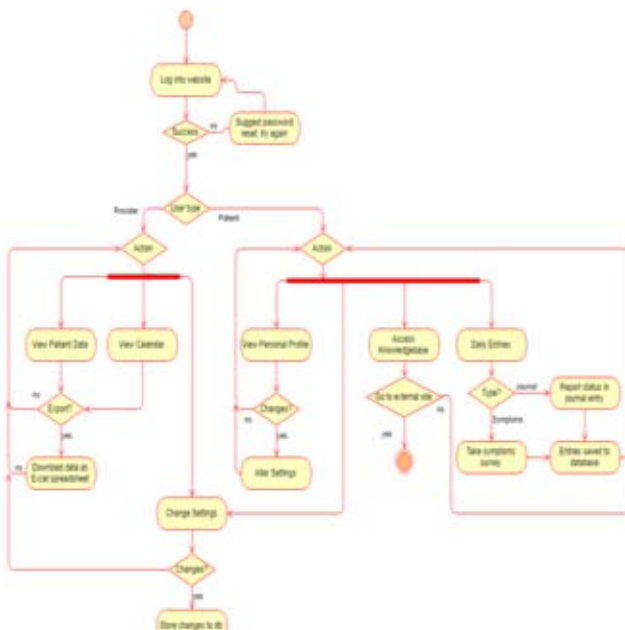 Log into website
Success
no
Suggest password
reset, try again
yes
User type
Provider
Patient
Action
Action
View Patient Data
View Calendar
View Personal Profile
Access
Knowledgebase
Daily Entries
no
Export?
yes
Changes?
no
yes
Go to external site
no
yes
Type?
Journal
Report status in
journal entry
Symptoms
no
Download data as
Excel spreadsheet
Alter Settings
Take symptoms
survey
Entries saved to
database
Change Settings
Changes?
yes
Store changes to db